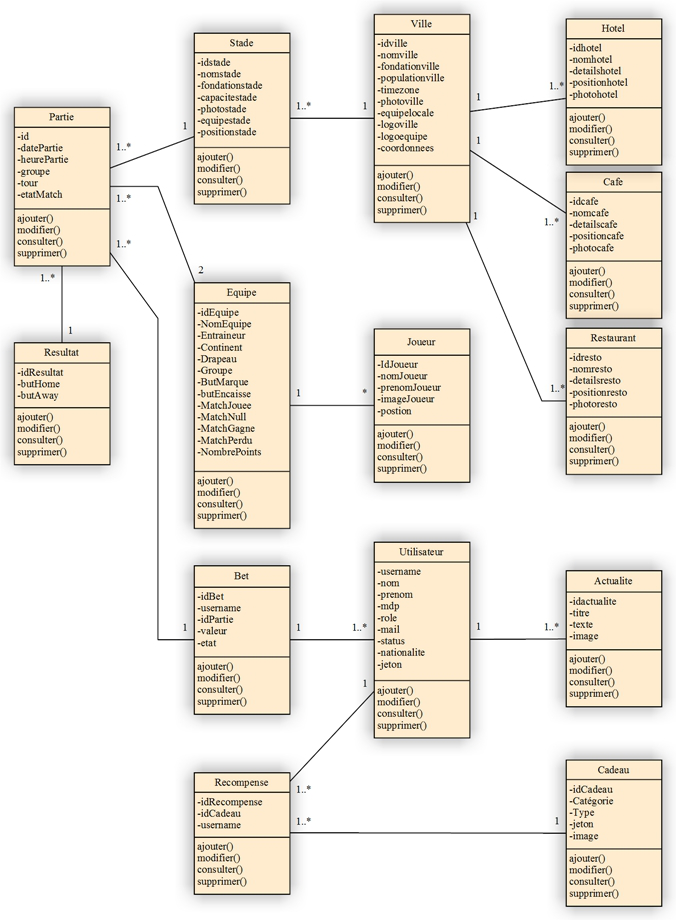 Partie
-id
-datePartie
-heurePartie
-groupe
-tour
-etatMatch
ajouter()
modifier()
consulter()
supprimer()
1..*
1
1..*
2
1..*
1
1..*
1
Resultat
-idResultat
-butHome
-butAway
ajouter()
modifier()
consulter()
supprimer()
Stade
-idstade
-nomstade
-fondationstade
-capacitestade
-photostade
-equipestade
-positionstade
ajouter()
modifier()
consulter()
supprimer()
1..*
1
Equipe
-idEquipe
-NomEquipe
-Entraineur
-Continent
-Drapeau
-Groupe
-ButMarque
-butEncaisse
-MatchJouee
-MatchNull
-MatchGagne
-MatchPerdu
-NombrePoints
ajouter()
modifier()
consulter()
supprimer()
1
*
Bet
-idBet
-username
-idPartie
-valeur
-etat
ajouter()
modifier()
consulter()
supprimer()
1
1..*
Recompense
-idRecompense
-idCadeau
-username
ajouter()
modifier()
consulter()
supprimer()
1..*
1
1..*
1
Ville
-idville
-nomville
-fondationville
-populationville
-timezone
-photoville
-equipelocale
-logoville
-logoequipe
-coordonnees
ajouter()
modifier()
consulter()
supprimer()
1
1..*
1
1..*
1
1..*
Joueur
-IdJoueur
-nomJoueur
-prenomJoueur
-imageJoueur
-postion
ajouter()
modifier()
consulter()
supprimer()
Utilisateur
-username
-nom
-prenom
-mdp
-role
-mail
-status
-nationalite
-jeton
ajouter()
modifier()
consulter()
supprimer()
1
1..*
Hotel
-idhotel
-nomhotel
-detailshotel
-positionhotel
-photohotel
ajouter()
modifier()
consulter()
supprimer()
Cafe
-idcafe
-nomcafe
-detailscafe
-positioncafe
-photocafe
ajouter()
modifier()
consulter()
supprimer()
Restaurant
-idresto
-nomresto
-detailsresto
-positionresto
-photoresto
ajouter()
modifier()
consulter()
supprimer()
Actualite
-idactualite
-titre
-texte
-image
ajouter()
modifier()
consulter()
supprimer()
Cadeau
-idCadeau
-Catégorie
-Type
-jeton
-image
ajouter()
modifier()
consulter()
supprimer()